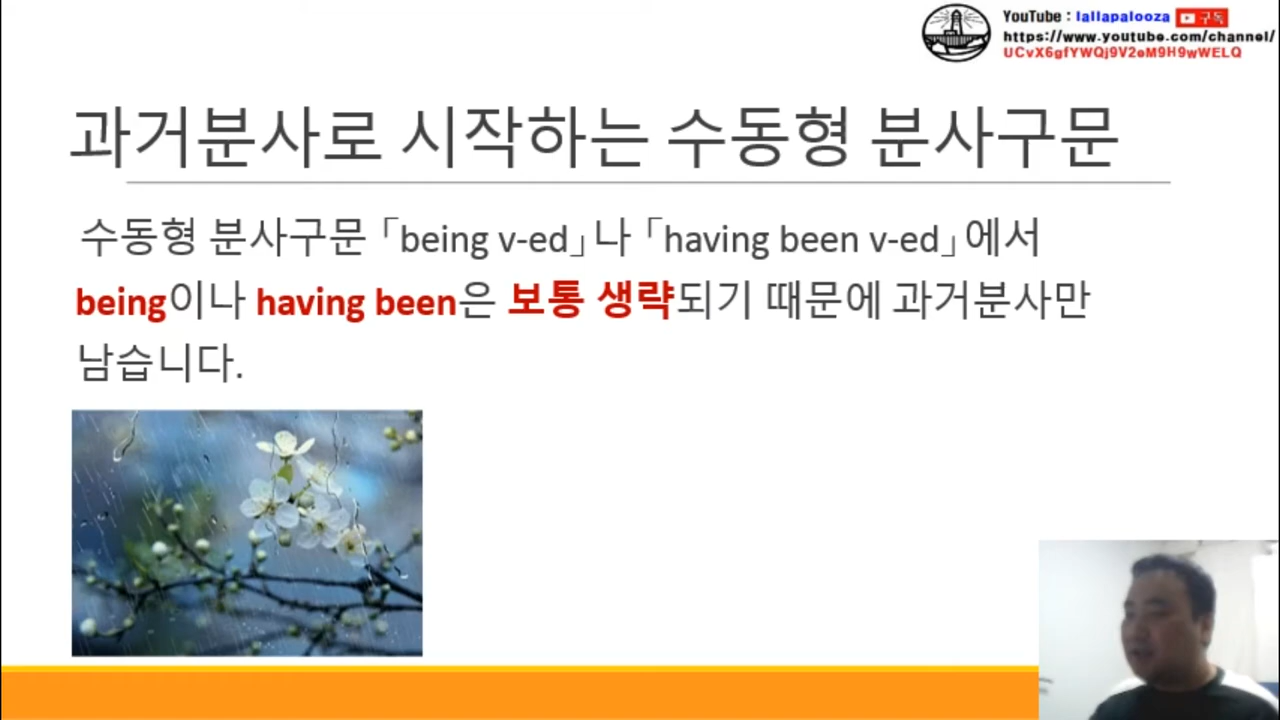 YouTube : lallapalooza 구독
https://www.youtube.com/channel/
UCvX6gfYWQj9V2eM9H9wWELQ
과거분사로 시작하는 수동형 분사구문
수동형 분사구문 「being v-ed」나 「having been v-ed」에서
being이나 having been은 보통 생략되기 때문에 과거분사만
남습니다.